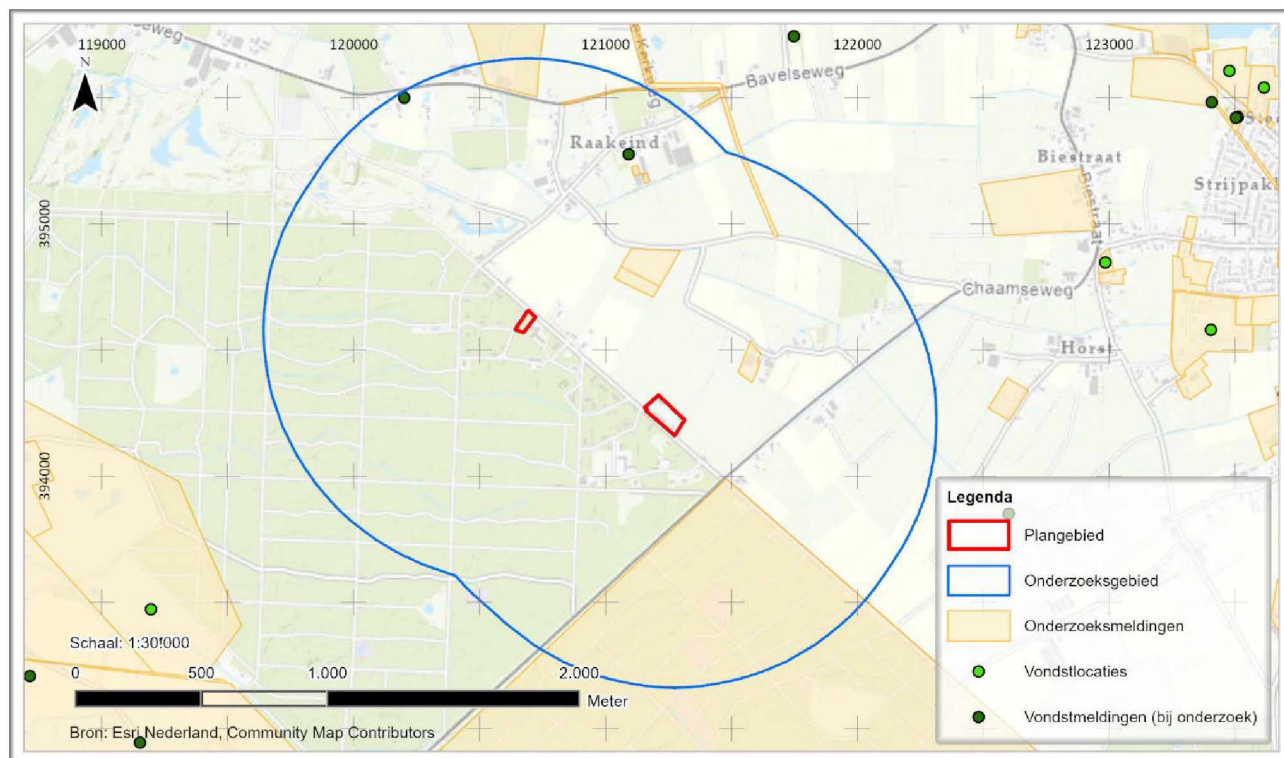 119000
120000
121000
122000
123000
N
seweg
Bavelseweg
Raakeind
Biestraat
Biestraat
Strijpak
395000
Chaamseweg
Horst
394000
Legenda
Plangebied
Onderzoeksgebied
Onderzoeksmeldingen
Vondstlocaties
Vondstmeldingen (bij onderzoek)
Schaal: 1:30.000
0
500
1.000
2.000
Meter
Bron: Esri Nederland, Community Map Contributors